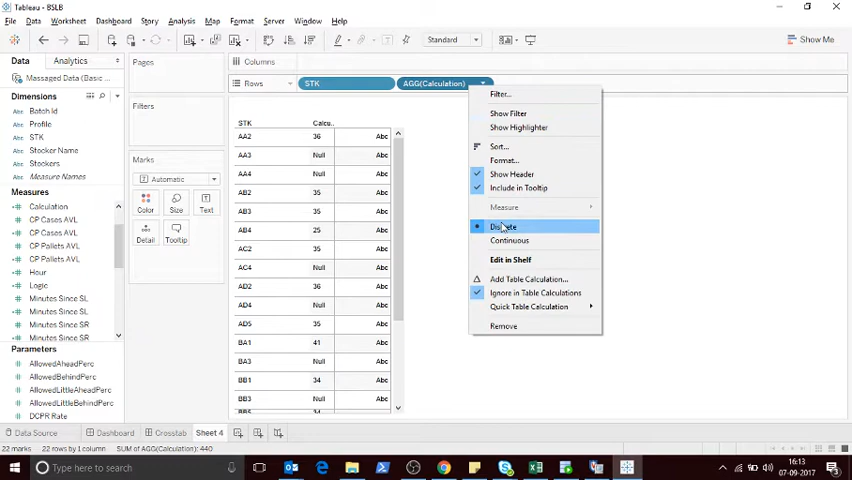 Tableau - BSLB
File Data Worksheet Dashboard Story Analysis Map Format Server Window Help
Standard
Show Me
Data Analytics
Massaged Data (Basic ...
Dimensions
Batch Id
Profile
STK
Stocker Name
Stockers
Measure Names
Measures
Calculation
CP Cases AVL
CP Cases AVL
CP Cases AVL
Hour
Logic
Minutes Since SL
Minutes Since SL
Minutes Since SR
Minutes Since SR
Parameters
AllowedAheadPerc
AllowedBehindPerc
AllowedLittleAheadPerc
AllowedLittleBehindPerc
DCPR Rate
Pages
Filters
Marks
Automatic
Color Size Text
Detail Tooltip
Columns
Rows STK AGG(Calculation)
STK Calcu..
AA2 36 Abc
AA3 Null Abc
AA4 Null Abc
AB2 35 Abc
AB3 35 Abc
AB4 25 Abc
AC2 35 Abc
AC4 Null Abc
AD2 36 Abc
AD4 Null Abc
AD5 35 Abc
BA1 41 Abc
BA3 Null Abc
BB1 34 Abc
BB3 Null Abc
BB5 34 Abc
Filter...
Show Filter
Show Highlighter
Sort...
Format...
Show Header
Include in Tooltip
Measure
Discrete
Continuous
Edit in Shelf
Add Table Calculation...
Ignore in Table Calculations
Quick Table Calculation
Remove
Data Source Dashboard Crosstab Sheet 4
22 marks 22 rows by 1 column SUM of AGG(Calculation): 440
Type here to search
16:13
07-09-2017
3